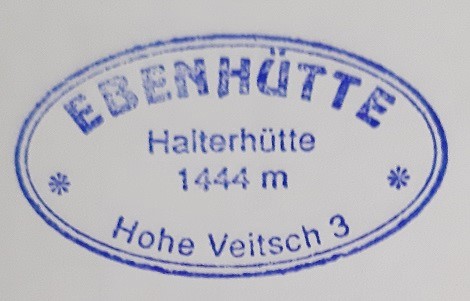 EBENHÜTTE
Halterhütte
1444 m
Hohe Veitsch 3